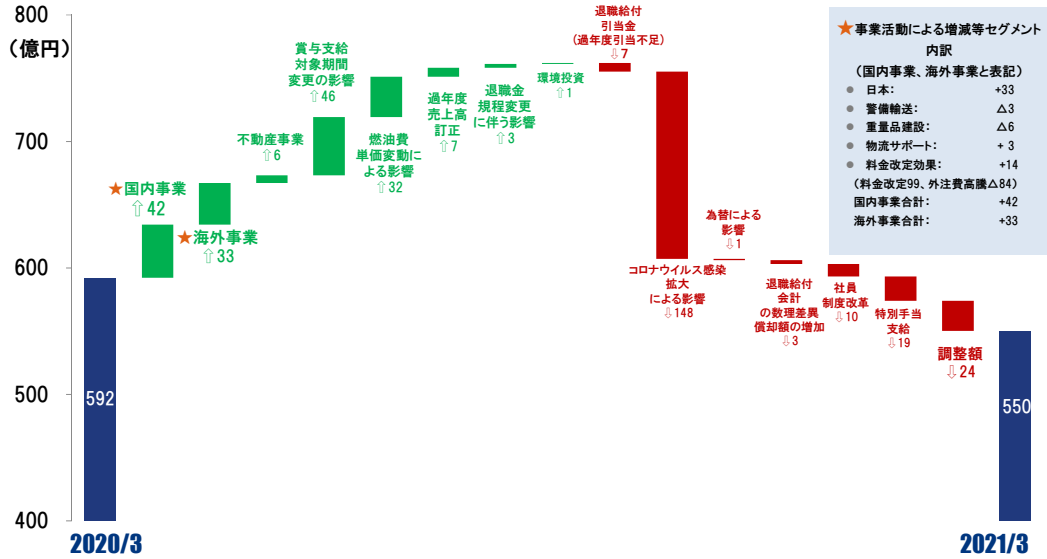 800
(億円)
700
600
500
400
592
2020/3
★国内事業
⇧42
★海外事業
⇧33
不動産事業
⇧6
賞与支給
対象期間
変更の影響
⇧46
燃油費
単価変動に
よる影響
⇧32
過年度
売上高
訂正
⇧7
退職金
規程変更
に伴う影響
⇧3
環境投資
⇧1
退職給付
引当金
(過年度引当不足)
⇩7
コロナウイルス感染
拡大
による影響
⇩148
為替による
影響
⇩1
退職給付
会計
の数理差異
償却額の増加
⇩3
社員
制度改革
⇩10
特別手当
支給
⇩19
調整額
⇩24
550
2021/3
★事業活動による増減等セグメント
内訳
(国内事業、海外事業と表記)
● 日本: +33
● 警備輸送: △3
● 重量品建設: △6
● 物流サポート: + 3
● 料金改定効果: +14
(料金改定99、外注費高騰△84)
国内事業合計: +42
海外事業合計: +33